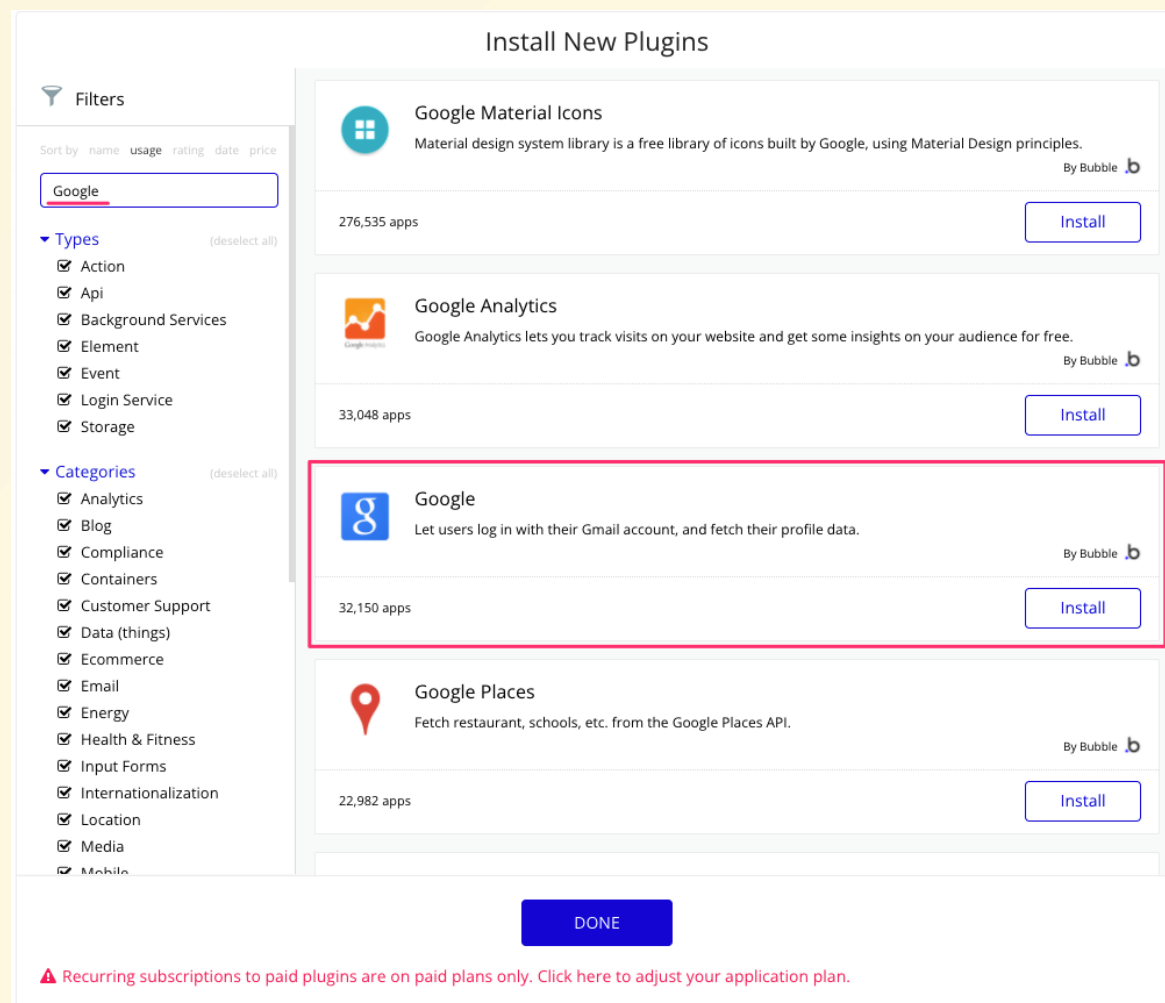 Install New Plugins
Filters
Sort by name usage rating date price
Google
Types (deselect all)
Action
Api
Background Services
Element
Event
Login Service
Storage
Categories (deselect all)
Analytics
Blog
Compliance
Containers
Customer Support
Data (things)
Ecommerce
Email
Energy
Health & Fitness
Input Forms
Internationalization
Location
Media
Mobile
Google Material Icons
Material design system library is a free library of icons built by Google, using Material Design principles.
By Bubble .b
276,535 apps
Install
Google Analytics
Google Analytics
Google Analytics lets you track visits on your website and get some insights on your audience for free.
By Bubble .b
33,048 apps
Install
g
Google
Let users log in with their Gmail account, and fetch their profile data.
By Bubble .b
32,150 apps
Install
Google Places
Fetch restaurant, schools, etc. from the Google Places API.
By Bubble .b
22,982 apps
Install
DONE
Recurring subscriptions to paid plugins are on paid plans only. Click here to adjust your application plan.